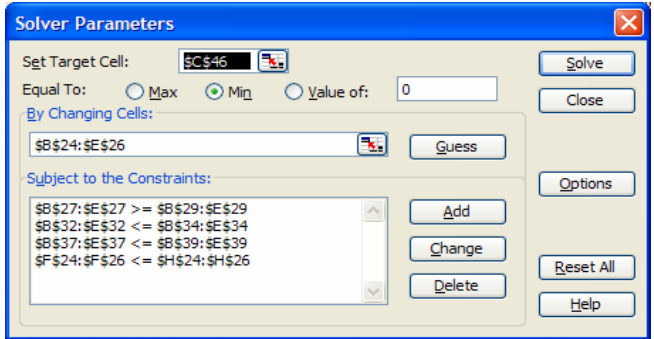 Solver Parameters
Set Target Cell: $C$46 Solve
Equal To: Max Min Value of: 0 Close
By Changing Cells:
$B$24:$E$26 Guess
Subject to the Constraints: Options
$B$27:$E$27 >= $B$29:$E$29 Add
$B$32:$E$32 <= $B$34:$E$34
$B$37:$E$37 <= $B$39:$E$39 Change
$F$24:$F$26 <= $H$24:$H$26 Reset All
Delete
Help